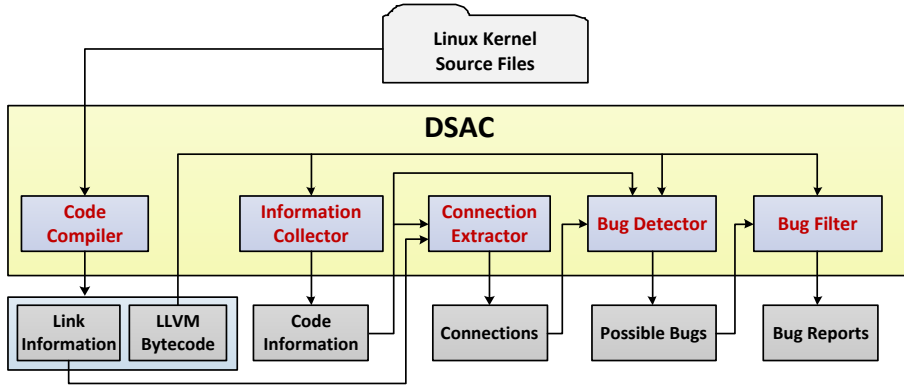 Linux Kernel
Source Files
DSAC
Code
Compiler
Information
Collector
Connection
Extractor
Bug Detector
Bug Filter
Link
Information
LLVM
Bytecode
Code
Information
Connections
Possible Bugs
Bug Reports